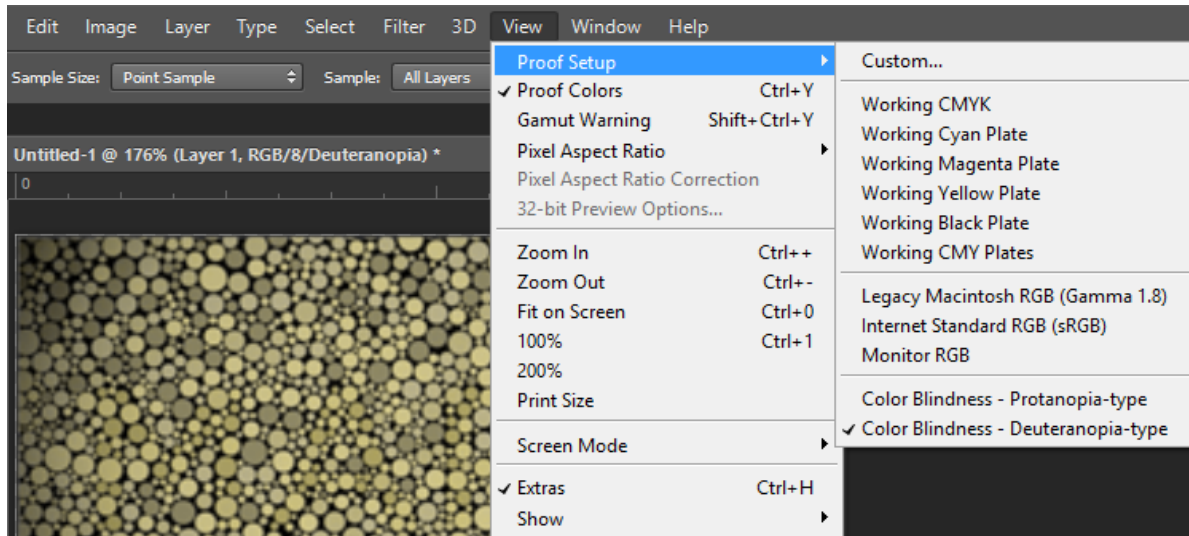 Edit Image Layer Type Select Filter 3D View Window Help
Sample Size: Point Sample Sample: All Layers
Untitled-1 @ 176% (Layer 1, RGB/8/Deuteranopia) *
0
Proof Setup
Proof Colors Ctrl+Y
Gamut Warning Shift+Ctrl+Y
Pixel Aspect Ratio
Pixel Aspect Ratio Correction
32-bit Preview Options...
Zoom In Ctrl++
Zoom Out Ctrl+-
Fit on Screen Ctrl+0
100% Ctrl+1
200%
Print Size
Screen Mode
Extras Ctrl+H
Show
Custom...
Working CMYK
Working Cyan Plate
Working Magenta Plate
Working Yellow Plate
Working Black Plate
Working CMY Plates
Legacy Macintosh RGB (Gamma 1.8)
Internet Standard RGB (sRGB)
Monitor RGB
Color Blindness - Protanopia-type
Color Blindness - Deuteranopia-type